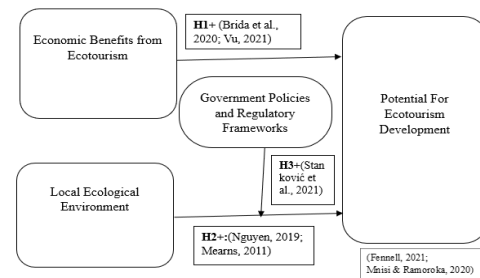 Economic Benefits from
Ecotourism
H1+ (Brida et al.,
2020; Vu, 2021)
Government Policies
and Regulatory
Frameworks
Potential For
Ecotourism
Development
H3+(Stan
ković et
al., 2021)
Local Ecological
Environment
H2+:(Nguyen, 2019;
Mearns, 2011)
(Fennell, 2021;
Mnisi & Ramoroka, 2020)